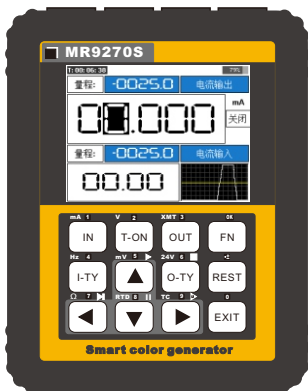 MR9270S
T: 00: 06: 38 79%
量程: -0025.0 电流输出
08.000 mA
关闭
量程: -0025.0 电流输入
00.00
mA 1 V 2 XMT 3 OK
IN T-ON OUT FN
Hz 4 mV 5 24V 6
I-TY O-TY REST
Ω 7 RTD 8 TC 9 0
EXIT
Smart color generator